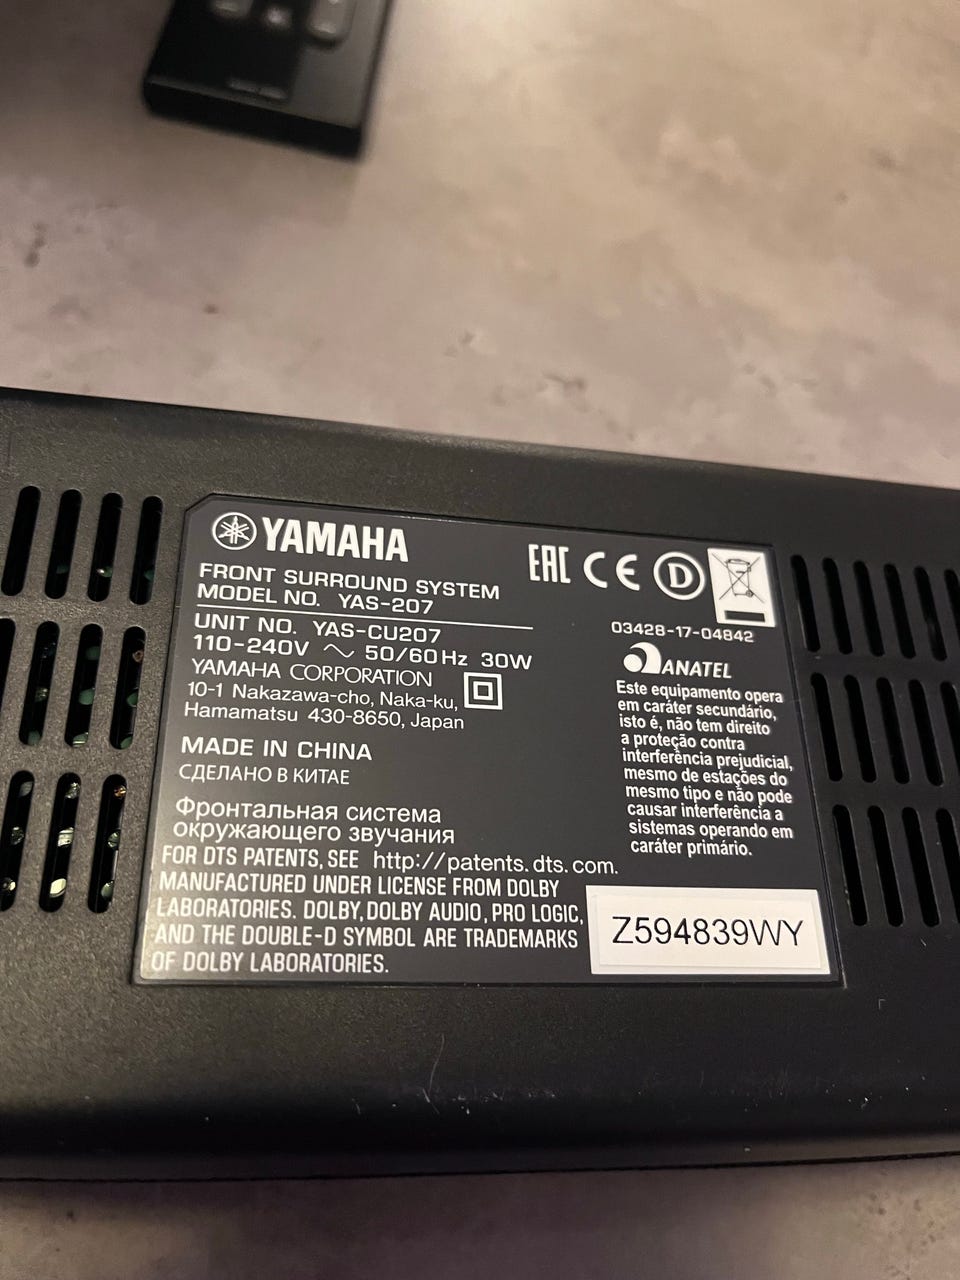 YAMAHA
FRONT SURROUND SYSTEM
MODEL NO. YAS-207
UNIT NO. YAS-CU207
110-240V ~ 50/60Hz 30W
YAMAHA CORPORATION
10-1 Nakazawa-cho, Naka-ku,
Hamamatsu 430-8650, Japan
MADE IN CHINA
СДЕЛАНО В КИТАЕ
Фронтальная система
окружающего звучания
FOR DTS PATENTS, SEE http://patents.dts.com.
MANUFACTURED UNDER LICENSE FROM DOLBY
LABORATORIES. DOLBY, DOLBY AUDIO, PRO LOGIC,
AND THE DOUBLE-D SYMBOL ARE TRADEMARKS
OF DOLBY LABORATORIES.
EAC CE D
03428-17-04842
ANATEL
Este equipamento opera
em caráter secundário,
isto é, não tem direito
a proteção contra
interferência prejudicial,
mesmo de estações do
mesmo tipo e não pode
causar interferência a
sistemas operando em
caráter primário.
Z594839WY